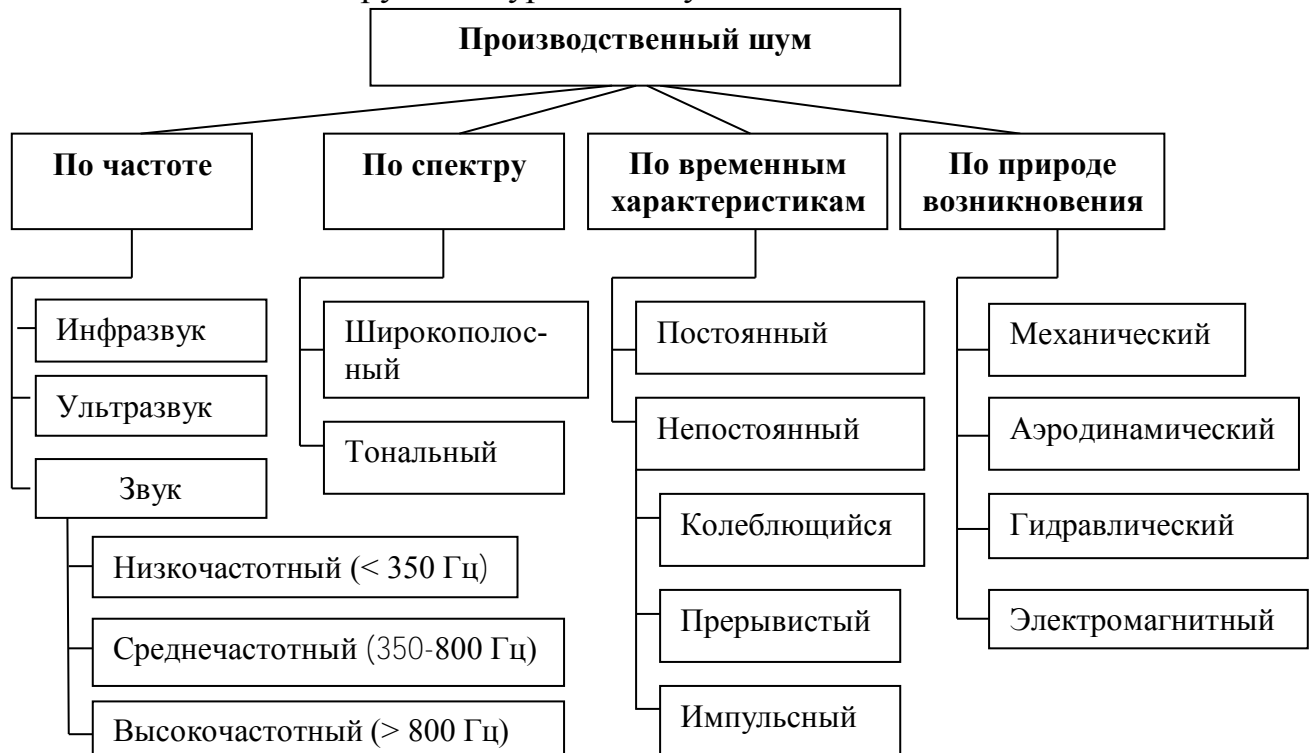 Производственный шум
По частоте
Инфразвук
Ультразвук
Звук
Низкочастотный (< 350 Гц)
Среднечастотный (350-800 Гц)
Высокочастотный (> 800 Гц)
По спектру
Широкополос-
ный
Тональный
По временным
характеристикам
Постоянный
Непостоянный
Колеблющийся
Прерывистый
Импульсный
По природе
возникновения
Механический
Аэродинамический
Гидравлический
Электромагнитный